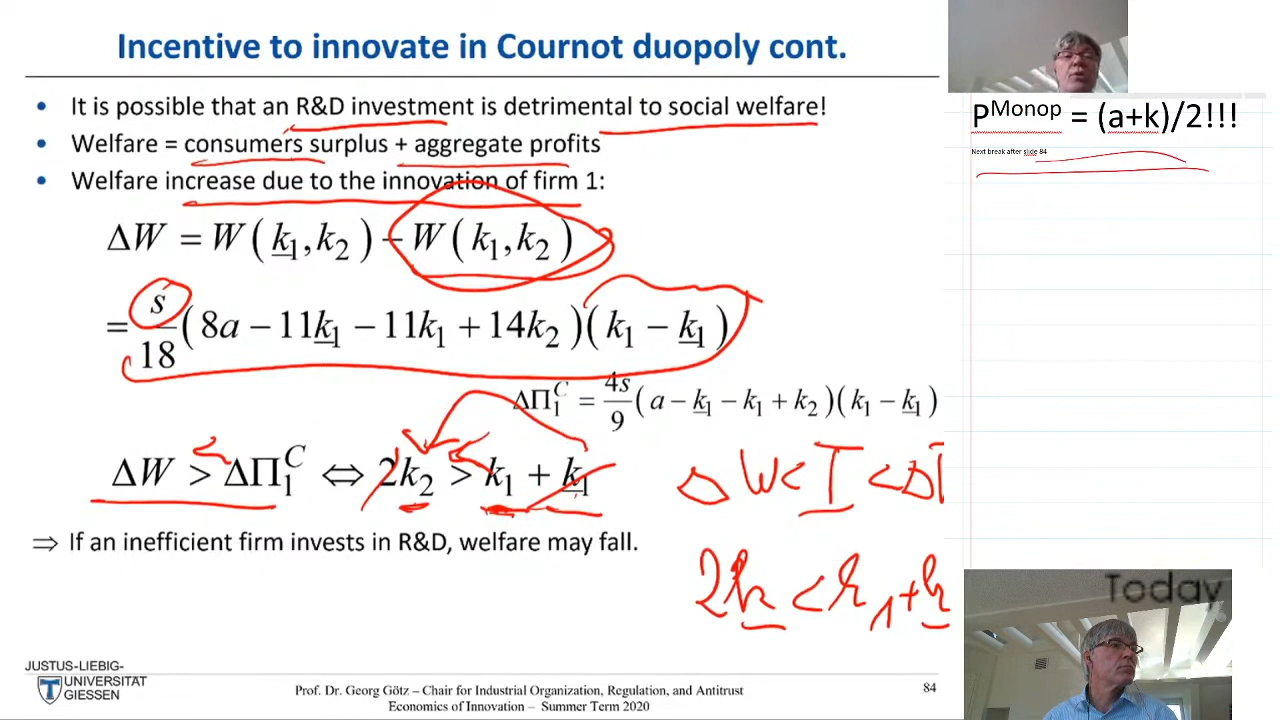 Incentive to innovate in Cournot duopoly cont.
• It is possible that an R&D investment is detrimental to social welfare!
• Welfare = consumers surplus + aggregate profits
• Welfare increase due to the innovation of firm 1:
ΔW = W(k̲₁, k₂) − W(k₁, k₂)
= s/18 (8a − 11k̲₁ − 11k₁ + 14k₂)(k₁ − k̲₁)
ΔΠ₁ᶜ = 4s/9 (a − k̲₁ − k₁ + k₂)(k₁ − k̲₁)
ΔW > ΔΠ₁ᶜ ⇔ 2k₂ > k₁ + k̲₁
ΔW < I < Δ
⇒ If an inefficient firm invests in R&D, welfare may fall.
2k < k₁ + k
JUSTUS-LIEBIG-
UNIVERSITAT
GIESSEN
Prof. Dr. Georg Götz – Chair for Industrial Organization, Regulation, and Antitrust
Economics of Innovation – Summer Term 2020
84
Pᴹᵒⁿᵒᵖ = (a+k)/2!!!
Next break after slide 84
Today